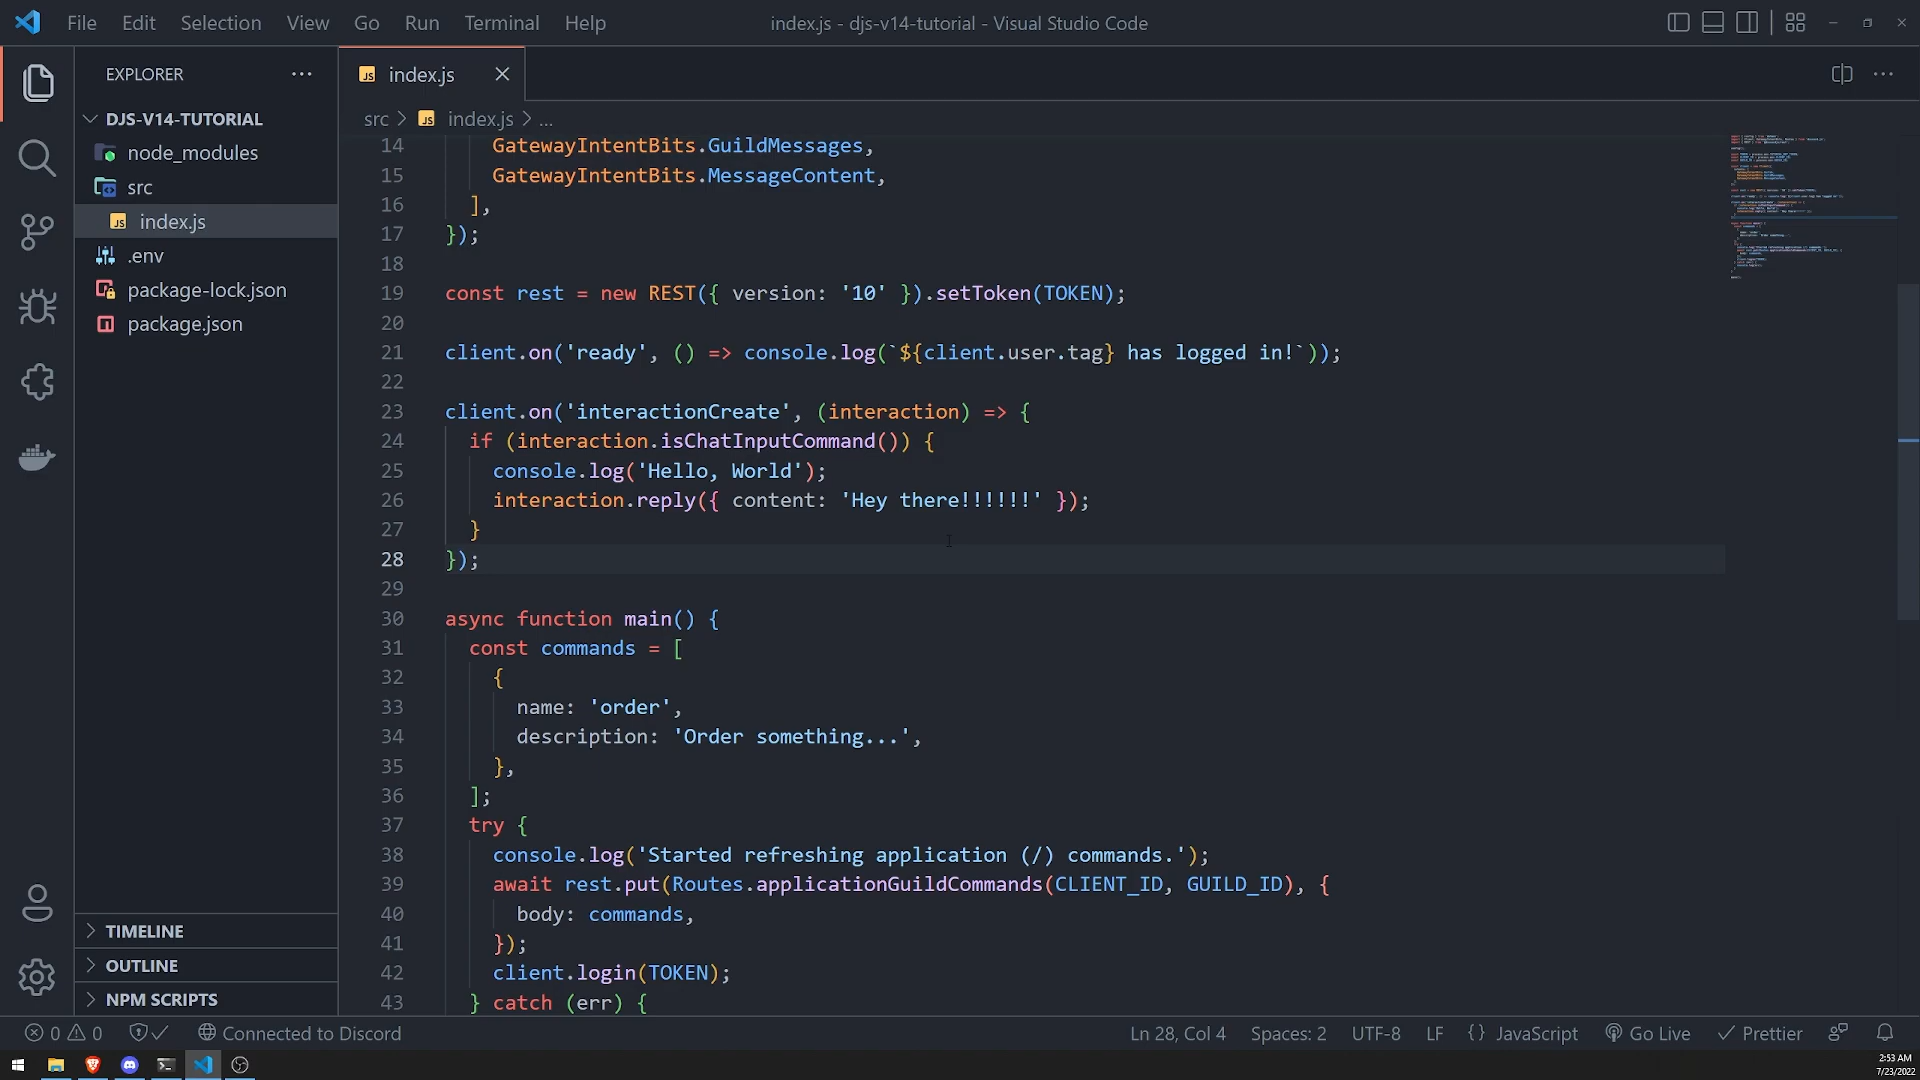 File Edit Selection View Go Run Terminal Help
index.js - djs-v14-tutorial - Visual Studio Code
EXPLORER
DJS-V14-TUTORIAL
node_modules
src
index.js
.env
package-lock.json
package.json
TIMELINE
OUTLINE
NPM SCRIPTS
index.js
src > index.js > ...
14 GatewayIntentBits.GuildMessages,
15 GatewayIntentBits.MessageContent,
16 ],
17 });
18
19 const rest = new REST({ version: '10' }).setToken(TOKEN);
20
21 client.on('ready', () => console.log(`${client.user.tag} has logged in!`));
22
23 client.on('interactionCreate', (interaction) => {
24 if (interaction.isChatInputCommand()) {
25 console.log('Hello, World');
26 interaction.reply({ content: 'Hey there!!!!!!' });
27 }
28 });
29
30 async function main() {
31 const commands = [
32 {
33 name: 'order',
34 description: 'Order something...',
35 },
36 ];
37 try {
38 console.log('Started refreshing application (/) commands.');
39 await rest.put(Routes.applicationGuildCommands(CLIENT_ID, GUILD_ID), {
40 body: commands,
41 });
42 client.login(TOKEN);
43 } catch (err) {
0 0 Connected to Discord
Ln 28, Col 4 Spaces: 2 UTF-8 LF {} JavaScript Go Live Prettier
2:53 AM
7/23/2022